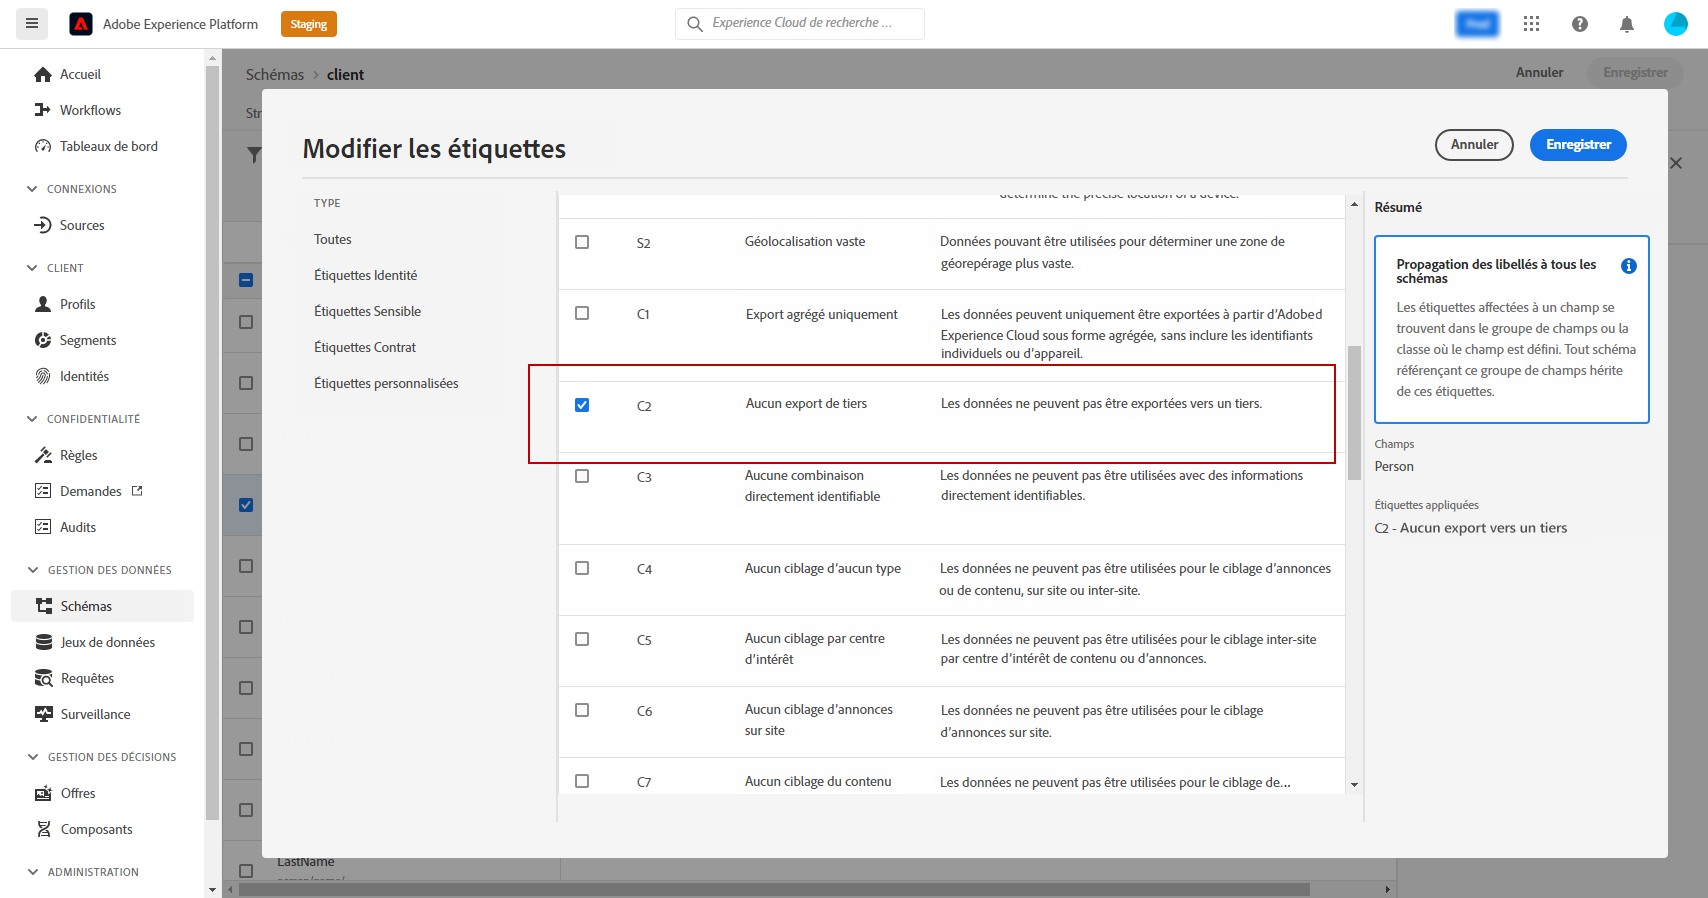 Adobe Experience Platform
Staging
Experience Cloud de recherche ...
Accueil
Workflows
Tableaux de bord
CONNEXIONS
Sources
CLIENT
Profils
Segments
Identités
CONFIDENTIALITÉ
Règles
Demandes
Audits
GESTION DES DONNÉES
Schémas
Jeux de données
Requêtes
Surveillance
GESTION DES DÉCISIONS
Offres
Composants
ADMINISTRATION
Schémas > client
Annuler
Enregistrer
Str
Modifier les étiquettes
Annuler
Enregistrer
TYPE
Toutes
Étiquettes Identité
Étiquettes Sensible
Étiquettes Contrat
Étiquettes personnalisées
determine the precise location of a device.
S2
Géolocalisation vaste
Données pouvant être utilisées pour déterminer une zone de
géorepérage plus vaste.
C1
Export agrégé uniquement
Les données peuvent uniquement être exportées à partir d'Adobed
Experience Cloud sous forme agrégée, sans inclure les identifiants
individuels ou d'appareil.
C2
Aucun export de tiers
Les données ne peuvent pas être exportées vers un tiers.
C3
Aucune combinaison
directement identifiable
Les données ne peuvent pas être utilisées avec des informations
directement identifiables.
C4
Aucun ciblage d'aucun type
Les données ne peuvent pas être utilisées pour le ciblage d'annonces
ou de contenu, sur site ou inter-site.
C5
Aucun ciblage par centre
d'intérêt
Les données ne peuvent pas être utilisées pour le ciblage inter-site
par centre d'intérêt de contenu ou d'annonces.
C6
Aucun ciblage d'annonces
sur site
Les données ne peuvent pas être utilisées pour le ciblage
d'annonces sur site.
C7
Aucun ciblage du contenu
Les données ne peuvent pas être utilisées pour le ciblage de...
Résumé
Propagation des libellés à tous les
schémas
Les étiquettes affectées à un champ se
trouvent dans le groupe de champs ou la
classe où le champ est défini. Tout schéma
référençant ce groupe de champs hérite
de ces étiquettes.
Champs
Person
Étiquettes appliquées
C2 - Aucun export vers un tiers
LastName